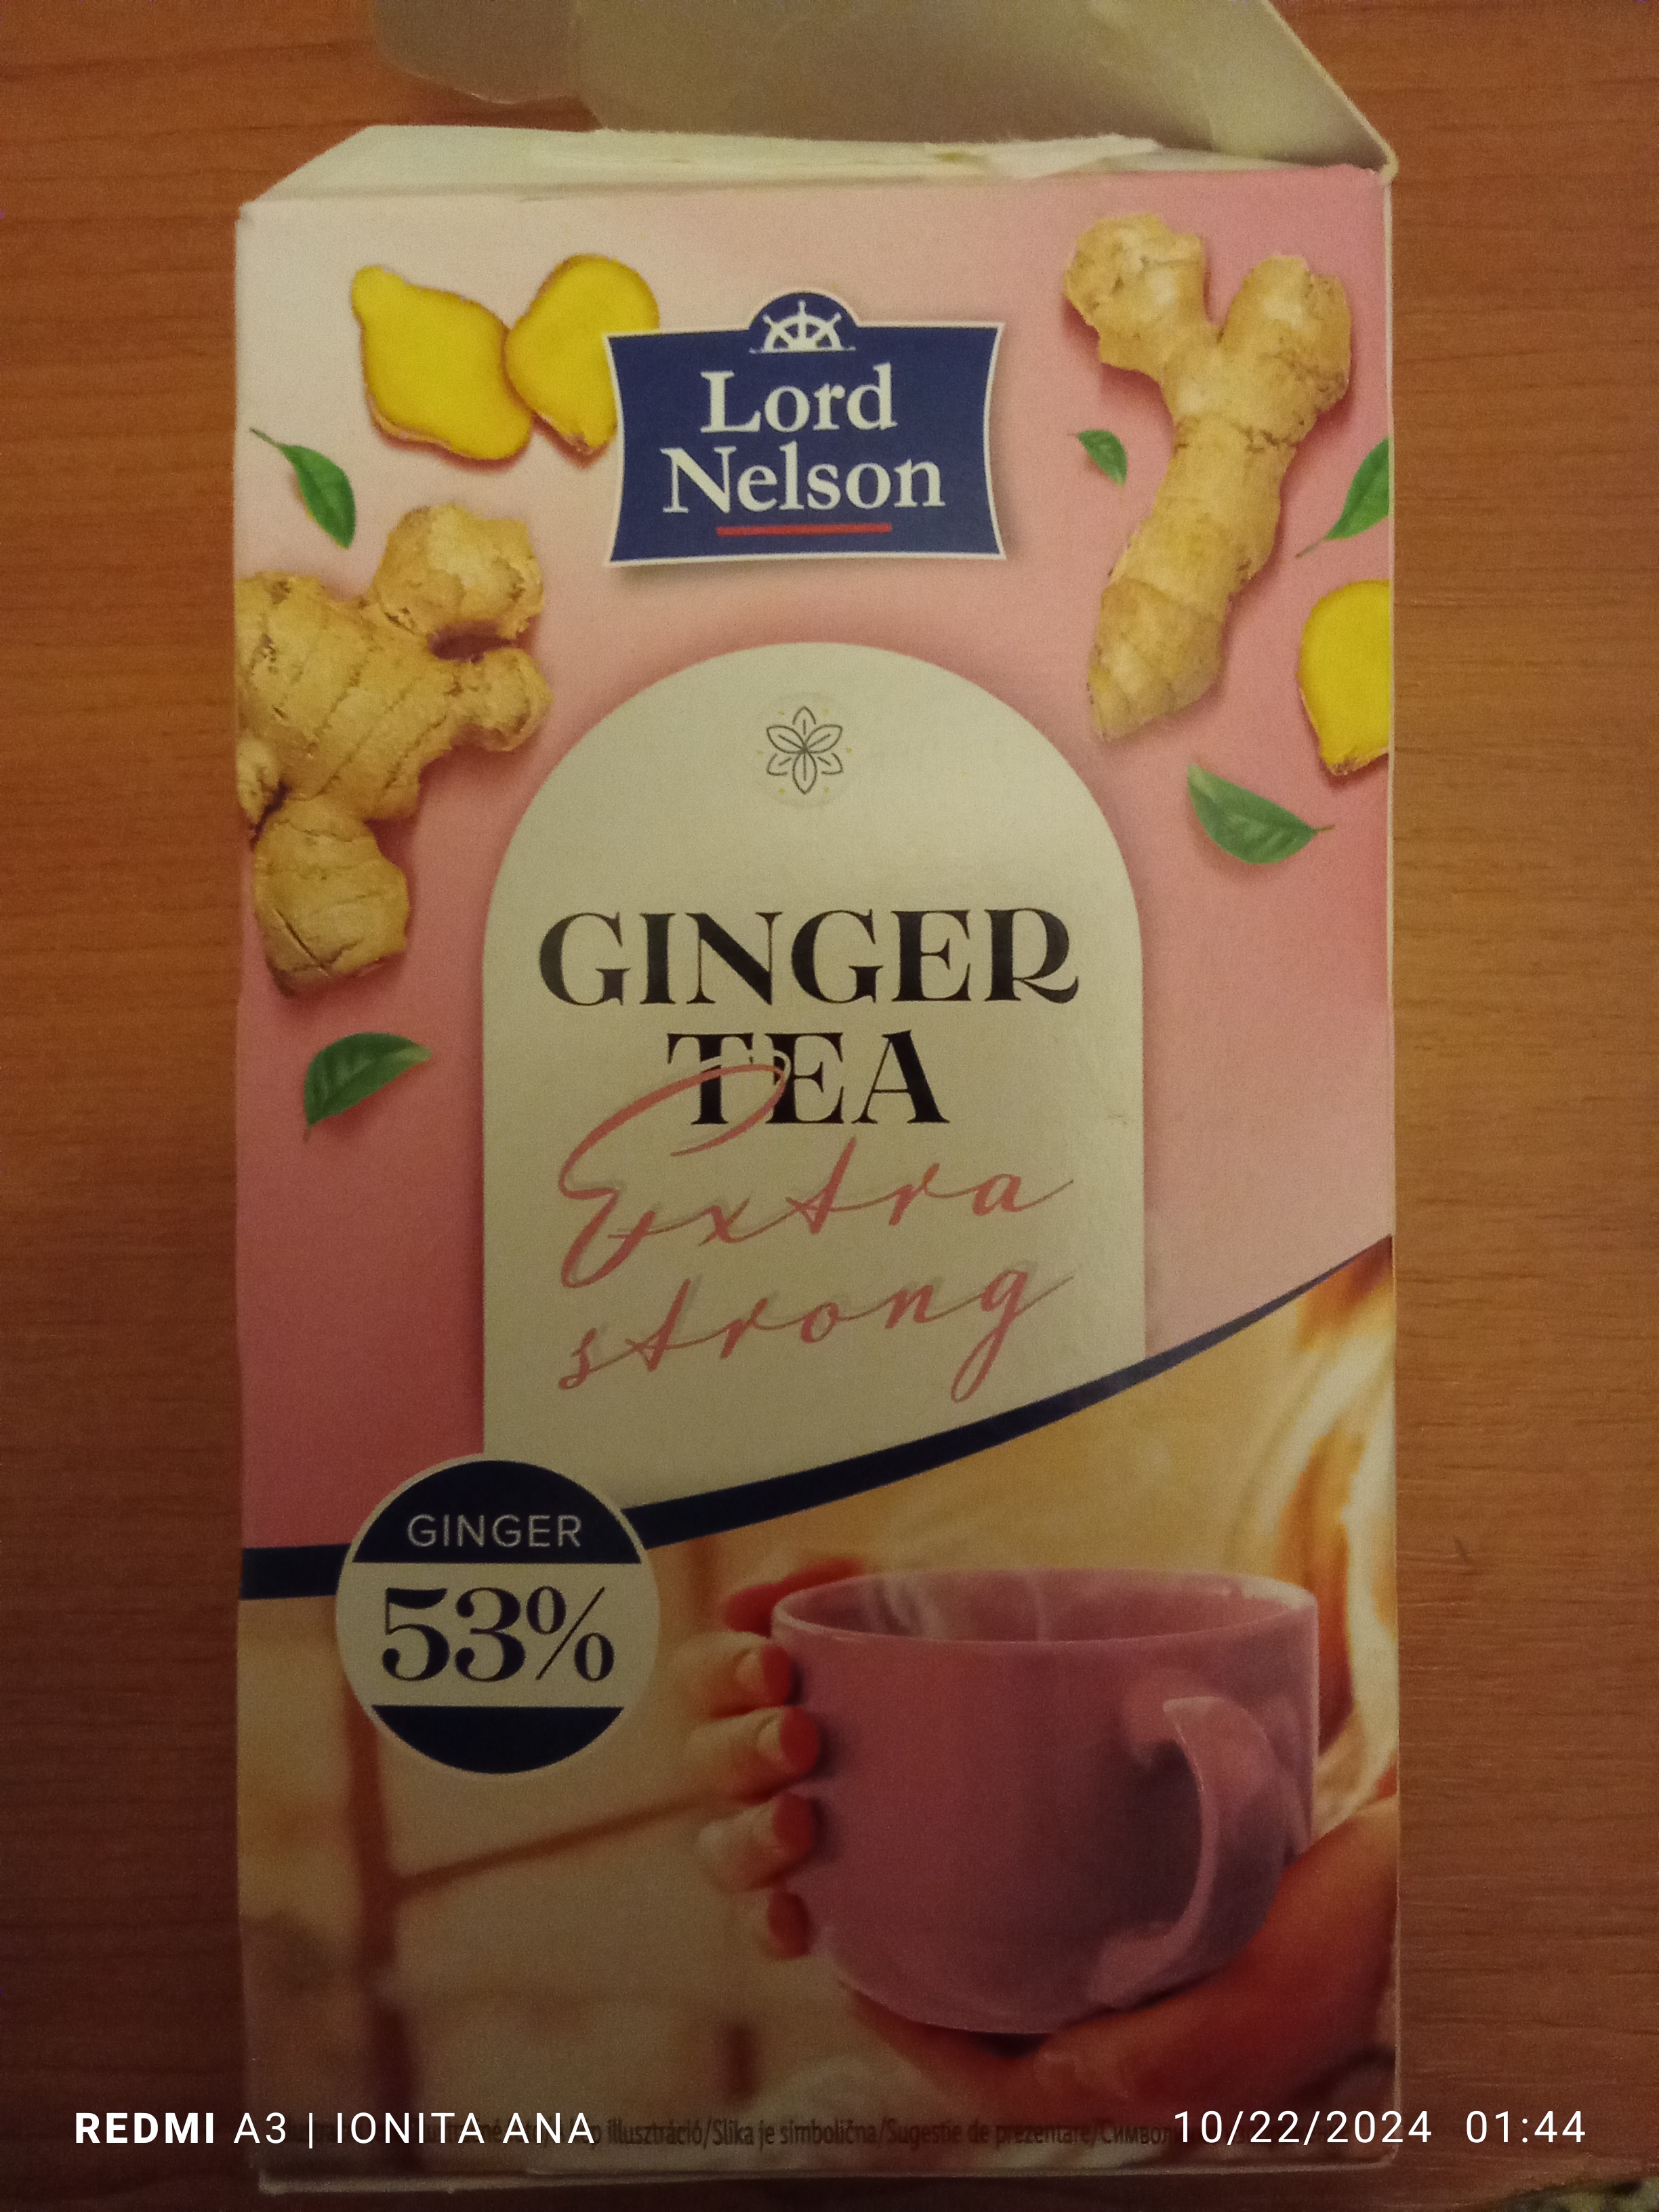 Lord
Nelson
GINGER
TEA
Extra
strong
GINGER
53%
illusztráció/Slika je simbolična/Sugestie de prezentare/
REDMI A3 | IONITA ANA
10/22/2024 01:44